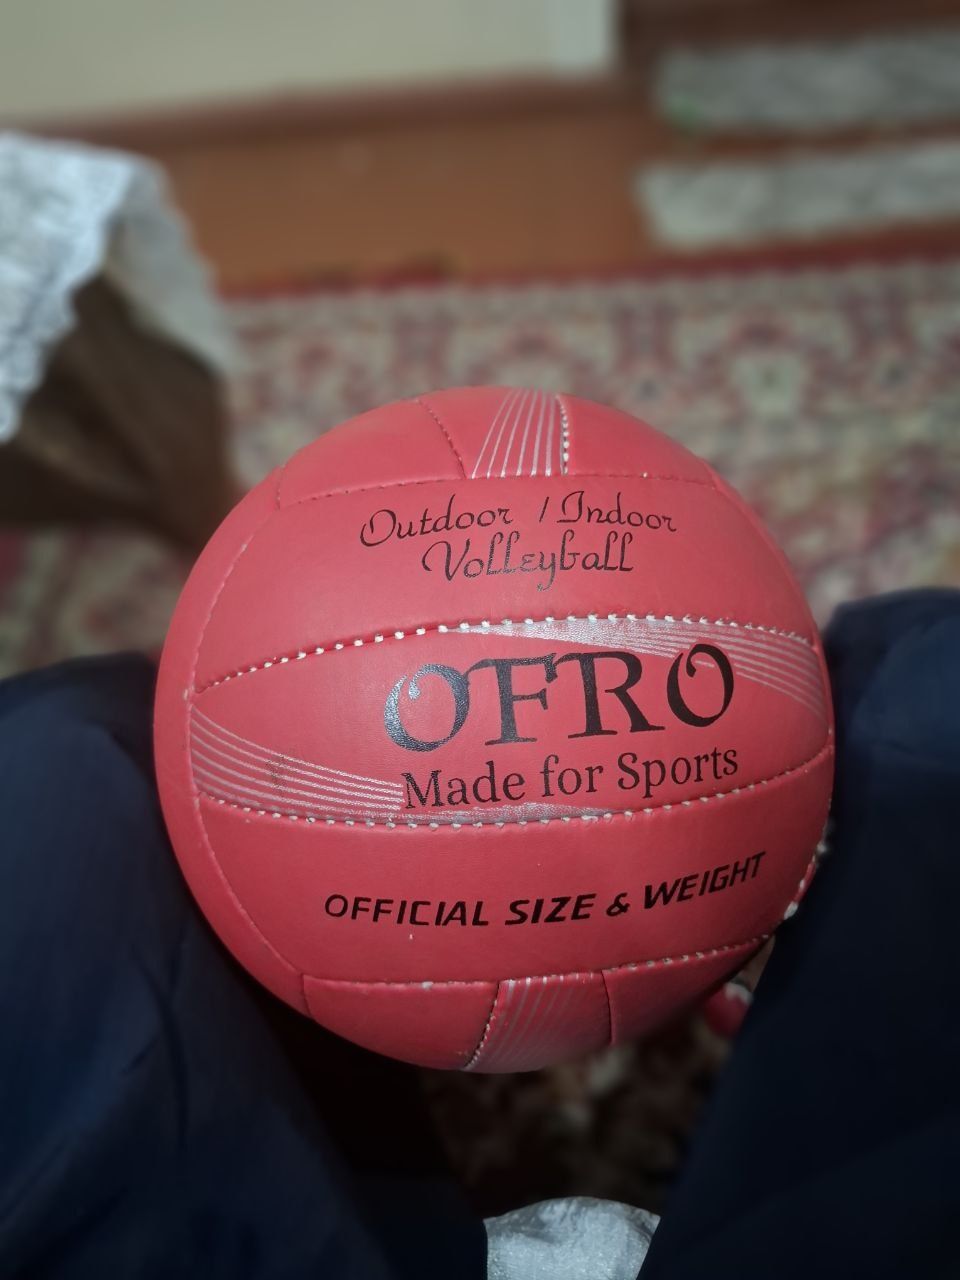 Outdoor / Indoor
Volleyball
OFRO
Made for Sports
OFFICIAL SIZE & WEIGHT